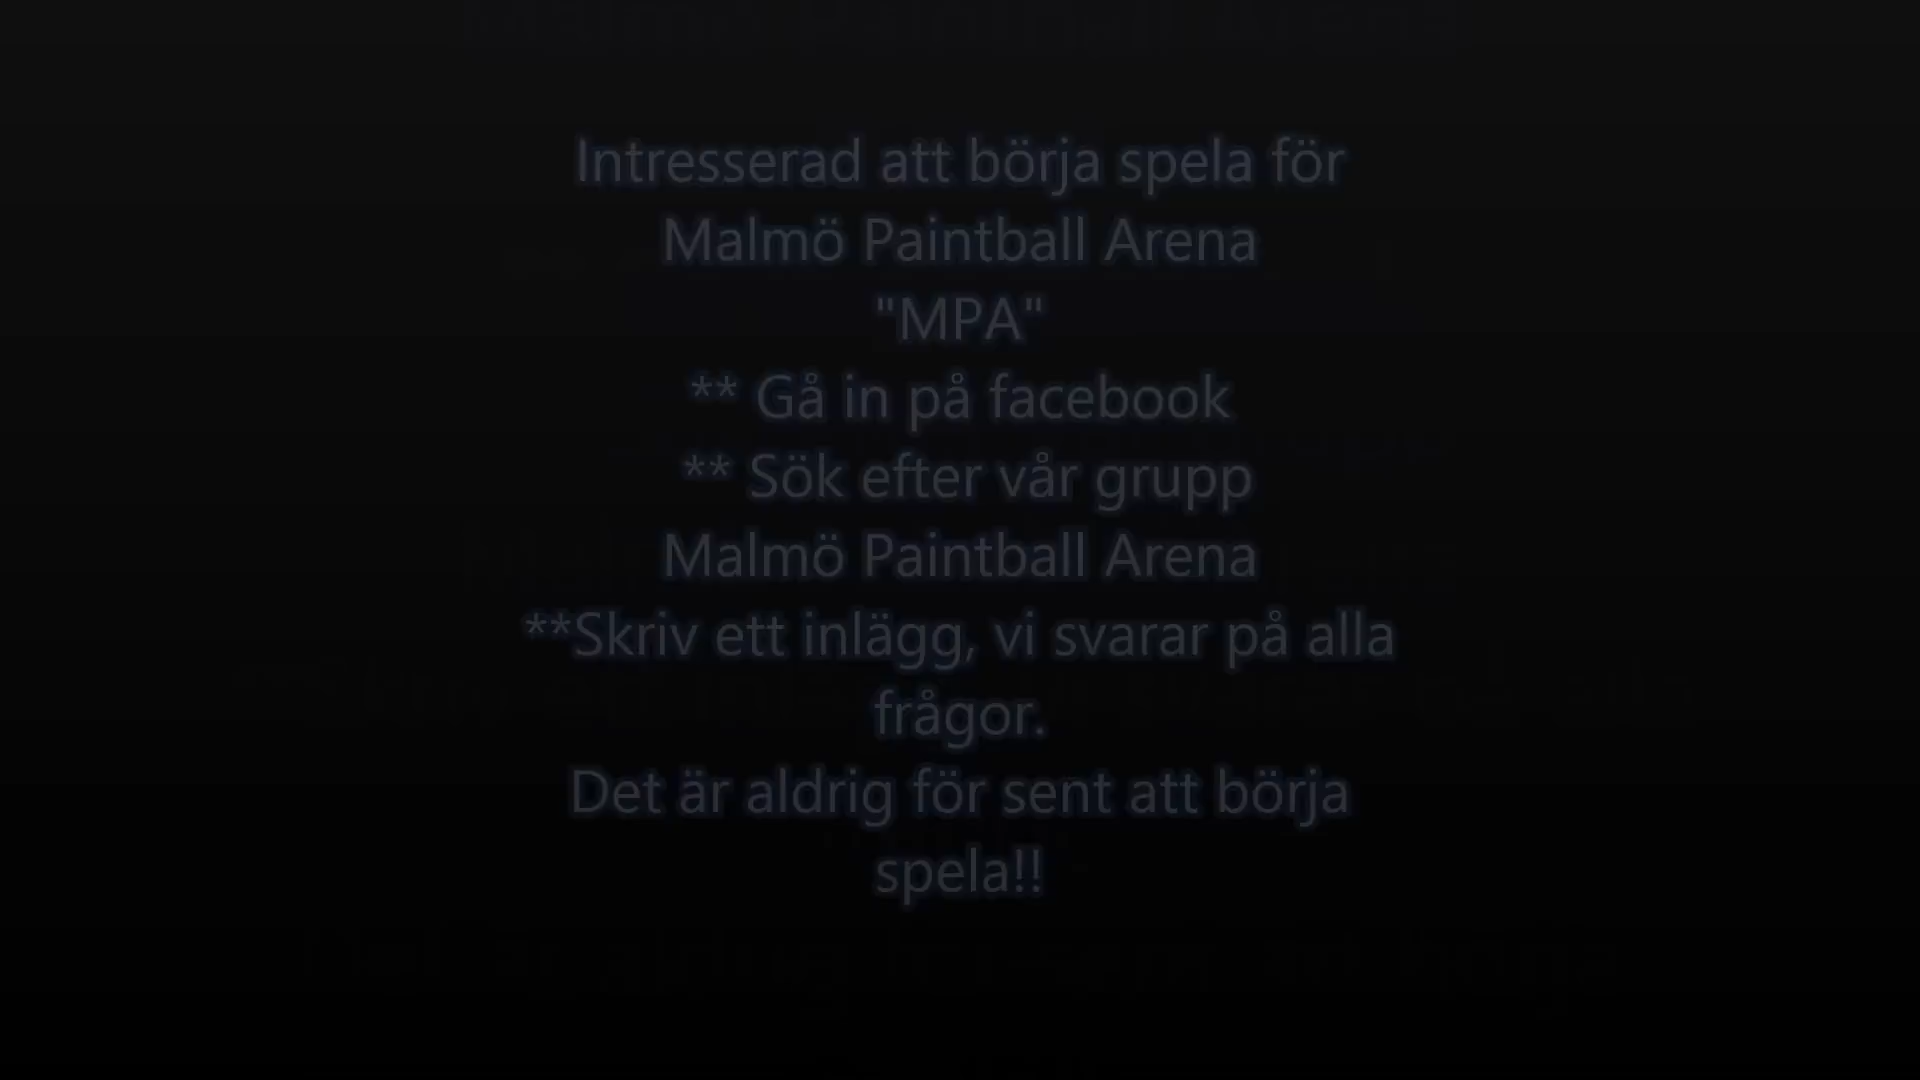 Intresserad att börja spela för
Malmö Paintball Arena
"MPA"
** Gå in på facebook
** Sök efter vår grupp
Malmö Paintball Arena
**Skriv ett inlägg, vi svarar på alla
frågor.
Det är aldrig för sent att börja
spela!!